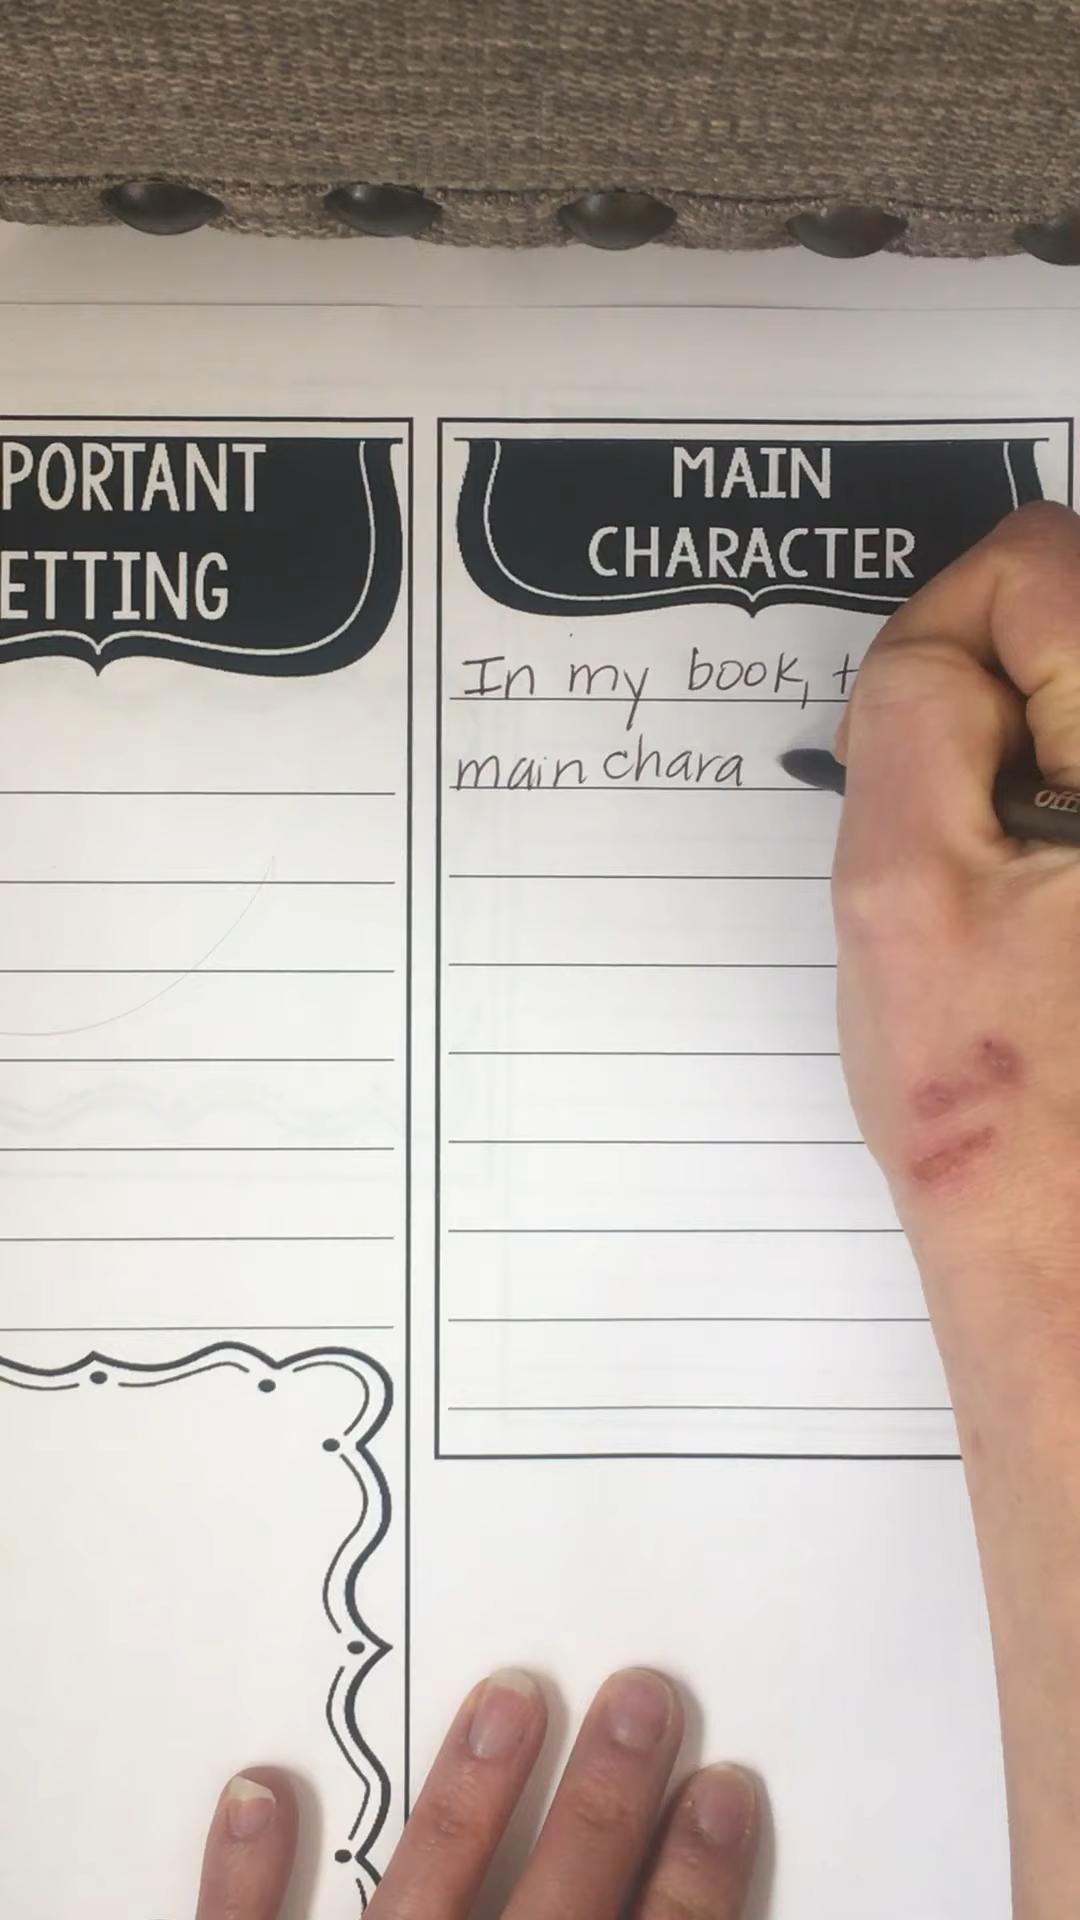 PORTANT
ETTING
MAIN
CHARACTER
In my book, t
main chara